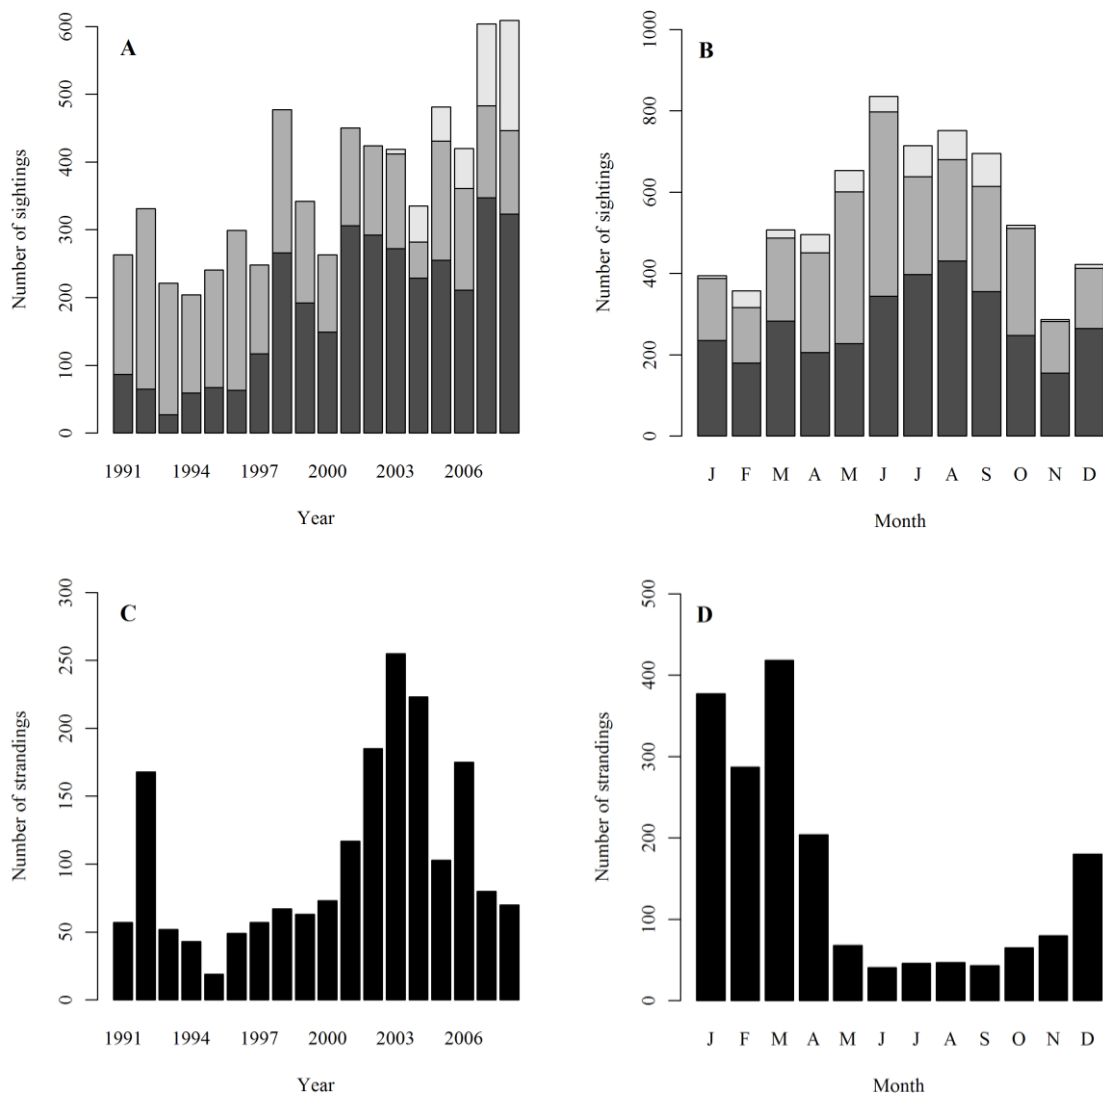 A
Number of sightings
0 100 200 300 400 500 600
1991 1994 1997 2000 2003 2006
Year
B
Number of sightings
0 200 400 600 800 1000
J F M A M J J A S O N D
Month
C
Number of strandings
0 50 100 150 200 250 300
1991 1994 1997 2000 2003 2006
Year
D
Number of strandings
0 100 200 300 400 500
J F M A M J J A S O N D
Month